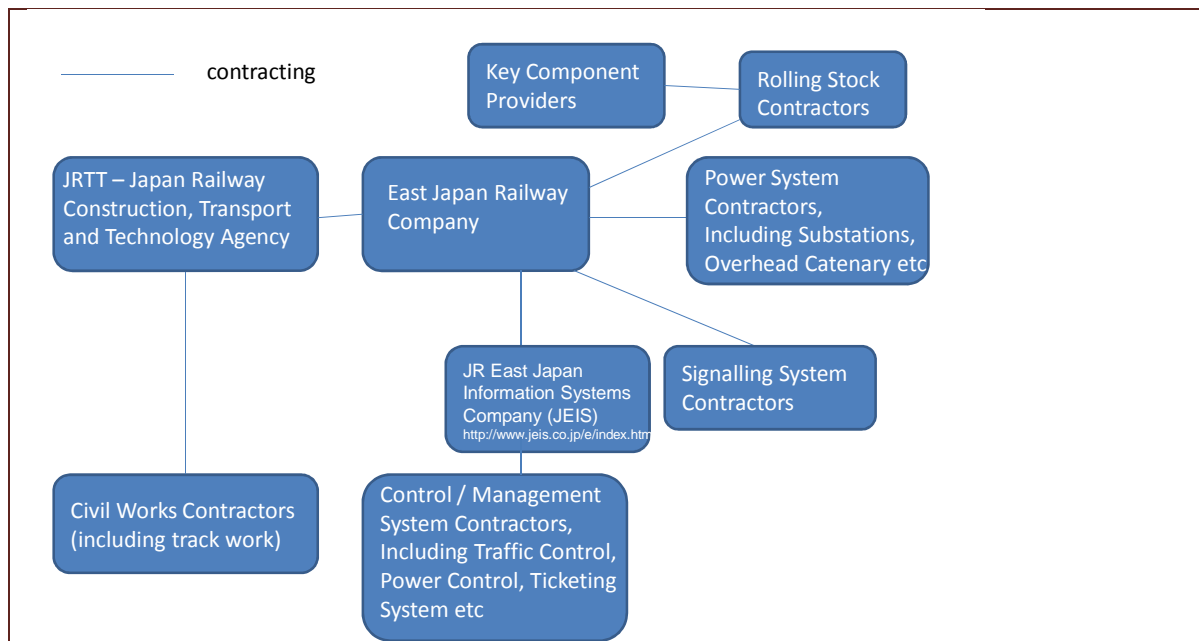 contracting
Key Component
Providers
Rolling Stock
Contractors
JRTT – Japan Railway
Construction, Transport
and Technology Agency
East Japan Railway
Company
Power System
Contractors,
Including Substations,
Overhead Catenary etc
JR East Japan
Information Systems
Company (JEIS)
http://www.jeis.co.jp/e/index.htm
Signalling System
Contractors
Civil Works Contractors
(including track work)
Control / Management
System Contractors,
Including Traffic Control,
Power Control, Ticketing
System etc